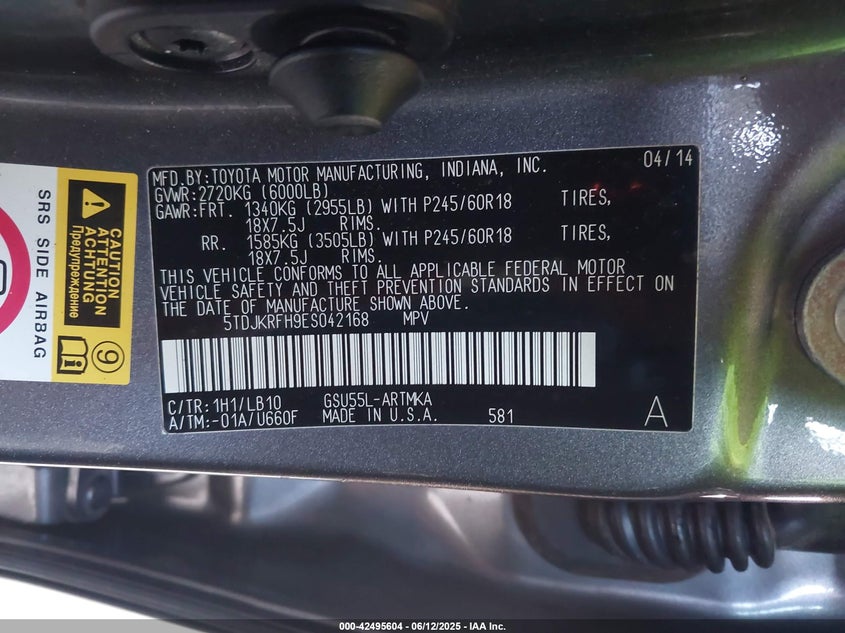 MFD.BY:TOYOTA MOTOR MANUFACTURING, INDIANA, INC. 04/14
GVWR:2720KG (6000LB)
GAWR:FRT. 1340KG (2955LB) WITH P245/60R18 TIRES,
18X7.5J RIMS.
RR. 1585KG (3505LB) WITH P245/60R18 TIRES,
18X7.5J RIMS.
THIS VEHICLE CONFORMS TO ALL APPLICABLE FEDERAL MOTOR
VEHICLE SAFETY AND THEFT PREVENTION STANDARDS IN EFFECT ON
THE DATE OF MANUFACTURE SHOWN ABOVE.
5TDJKRFH9ES042168 MPV
C/TR:1H1/LB10 GSU55L-ARTMKA
A/TM:-01A/U660F MADE IN U.S.A. 581 A
SRS SIDE AIRBAG
CAUTION
ATTENTION
ACHTUNG
Предупреждение
i
9
000-42495604 - 06/12/2025 - IAA Inc.